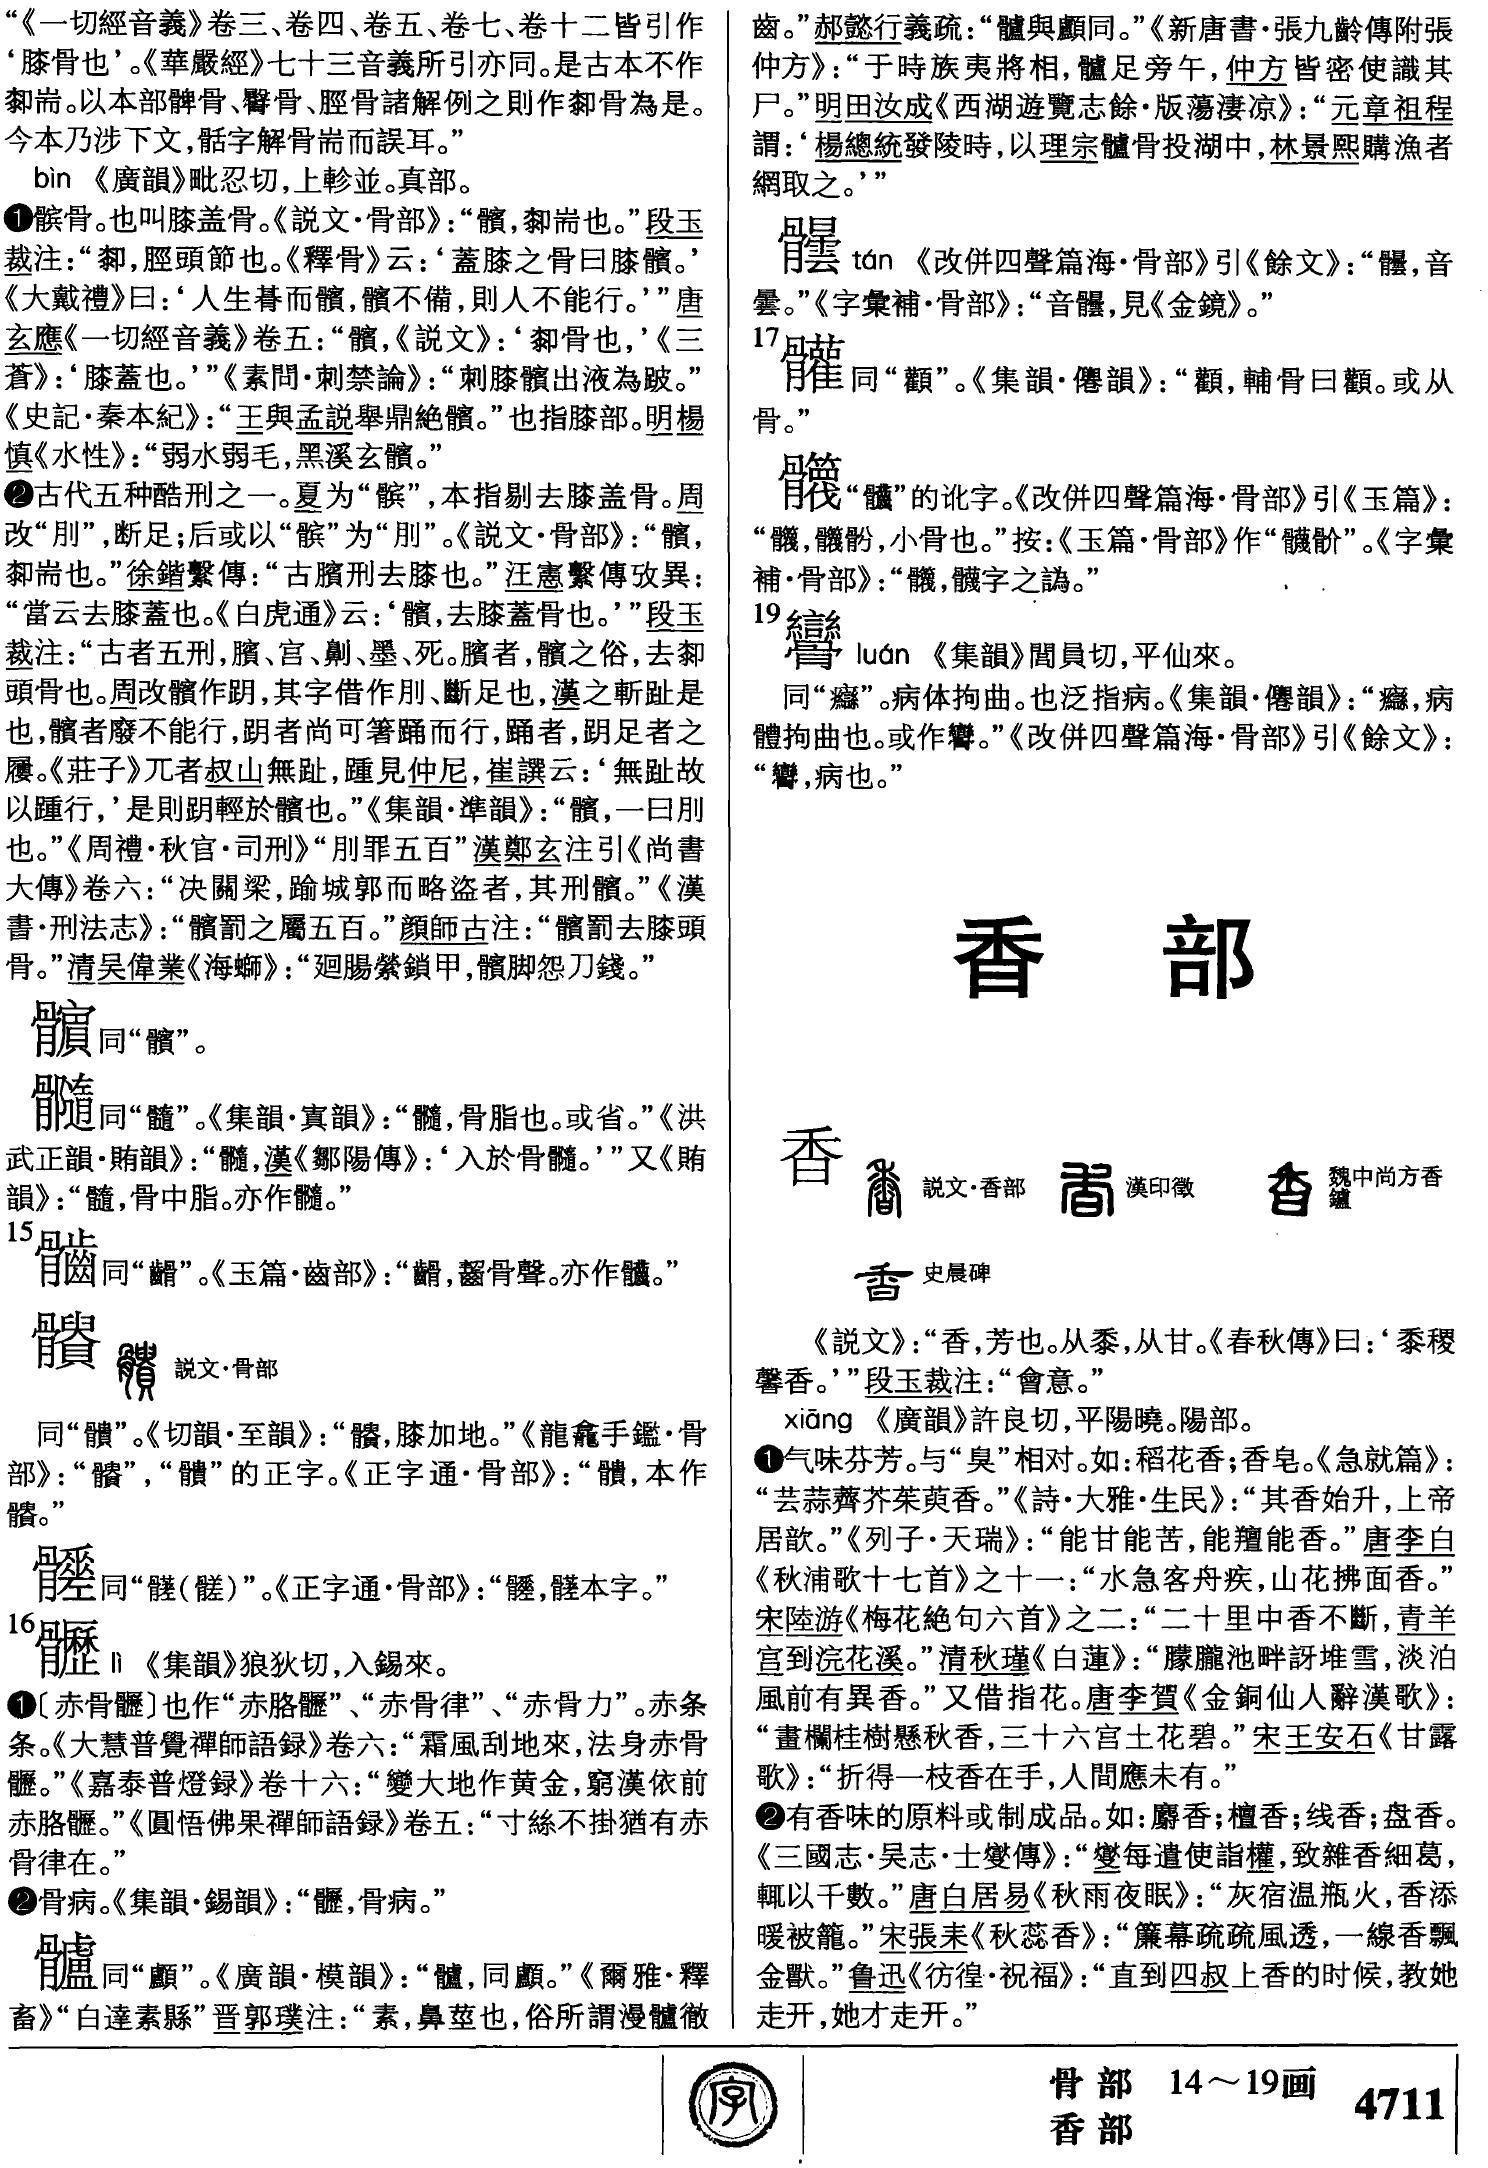 “《一切經音義》卷三、卷四、卷五、卷七、卷十二皆引作
‘膝骨也’。《華嚴經》七十三音義所引亦同。是古本不作
厀耑。以本部髀骨、臀骨、脛骨諸解例之則作厀骨為是。
今本乃涉下文,骺字解骨耑而誤耳。”
bìn 《廣韻》毗忍切,上軫並。真部。
❶髌骨。也叫膝盖骨。《説文·骨部》:“髕,厀耑也。”段玉
裁注:“厀,脛頭節也。《釋骨》云:‘蓋膝之骨曰膝髕。’
《大戴禮》曰:‘人生朞而髕,髕不備,則人不能行。’”唐
玄應《一切經音義》卷五:“髕,《説文》:‘厀骨也,’《三
蒼》:‘膝蓋也。’”《素問·刺禁論》:“刺膝髕出液為跛。”
《史記·秦本紀》:“王與孟説舉鼎絶髕。”也指膝部。明楊
慎《水性》:“弱水弱毛,黑溪玄髕。”
❷古代五种酷刑之一。夏为“髌”,本指剔去膝盖骨。周
改“刖”,断足;后或以“髌”为“刖”。《説文·骨部》:“髕,
厀耑也。”徐鍇繫傳:“古臏刑去膝也。”汪憲繫傳攷異:
“當云去膝蓋也。《白虎通》云:‘髕,去膝蓋骨也。’”段玉
裁注:“古者五刑,臏、宫、劓、墨、死。臏者,髕之俗,去厀
頭骨也。周改髕作跀,其字借作刖、斷足也,漢之斬趾是
也,髕者廢不能行,跀者尚可箸踊而行,踊者,跀足者之
屨。《莊子》兀者叔山無趾,踵見仲尼,崔譔云:‘無趾故
以踵行,’是則跀輕於髕也。”《集韻·準韻》:“髕,一曰刖
也。”《周禮·秋官·司刑》“刖罪五百”漢鄭玄注引《尚書
大傳》卷六:“决關梁,踰城郭而略盗者,其刑髕。”《漢
書·刑法志》:“髕罰之屬五百。”顔師古注:“髕罰去膝頭
骨。”清吴偉業《海螄》:“廻腸縈鎖甲,髕脚怨刀錢。”
同“髕”。
同“髓”。《集韻·寘韻》:“髓,骨脂也。或省。”《洪
武正韻·賄韻》:“髓,漢《鄒陽傳》:‘入於骨髓。’”又《賄
韻》:“髓,骨中脂。亦作髓。”
15
同“齰”。《玉篇·齒部》:“䶝,齧骨聲。亦作。”
説文·骨部
同“䯣”。《切韻·至韻》:“,膝加地。”《龍龕手鑑·骨
部》:“”,“䯣”的正字。《正字通·骨部》:“䯣,本作
。”
同“髊(髊)”。《正字通·骨部》:“,本字。”
16
髍 lì 《集韻》狼狄切,入錫來。
❶〔赤骨䯝〕也作“赤胳䯝”、“赤骨律”、“赤骨力”。赤条
条。《大慧普覺禪師語録》卷六:“霜風刮地來,法身赤骨
䯝。”《嘉泰普燈録》卷十六:“變大地作黄金,窮漢依前
赤胳䯝。”《圓悟佛果禪師語録》卷五:“寸絲不掛猶有赤
骨律在。”
❷骨病。《集韻·錫韻》:“䯝,骨病。”
髗同“顱”。《廣韻·模韻》:“髗,同顱。”《爾雅·釋
畜》“白達素縣”晋郭璞注:“素,鼻莖也,俗所謂漫髗徹
齒。”郝懿行義疏:“髗與顱同。”《新唐書·張九齡傳附張
仲方》:“于時族夷將相,髗足旁午,仲方皆密使識其
尸。”明田汝成《西湖遊覽志餘·版蕩淒凉》:“元章祖程
謂:‘楊總統發陵時,以理宗髗骨投湖中,林景熙購漁者
網取之。’”
tán 《改併四聲篇海·骨部》引《餘文》:“,音
曇。”《字彙補·骨部》:“音,見《金鏡》。”
17
同“顴”。《集韻·僊韻》:“顴,輔骨曰顴。或从
骨。”
“”的讹字。《改併四聲篇海·骨部》引《玉篇》:
“,,小骨也。”按:《玉篇·骨部》作“”。《字彙
補·骨部》:“,字之譌。”
19
luán 《集韻》閭員切,平仙來。
同“癴”。病体拘曲。也泛指病。《集韻·僊韻》:“癴,病
體拘曲也。或作。”《改併四聲篇海·骨部》引《餘文》:
“,病也。”
香 部
香 説文·香部 漢印徵 魏中尚方香鑪
史晨碑
《説文》:“香,芳也。从黍,从甘。《春秋傳》曰:‘黍稷
馨香。’”段玉裁注:“會意。”
xiāng 《廣韻》許良切,平陽曉。陽部。
❶气味芬芳。与“臭”相对。如:稻花香;香皂。《急就篇》:
“芸蒜薺芥茱萸香。”《詩·大雅·生民》:“其香始升,上帝
居歆。”《列子·天瑞》:“能甘能苦,能羶能香。”唐李白
《秋浦歌十七首》之十一:“水急客舟疾,山花拂面香。”
宋陸游《梅花絶句六首》之二:“二十里中香不斷,青羊
宫到浣花溪。”清秋瑾《白蓮》:“朦朧池畔訝堆雪,淡泊
風前有異香。”又借指花。唐李賀《金銅仙人辭漢歌》:
“畫欄桂樹懸秋香,三十六宫土花碧。”宋王安石《甘露
歌》:“折得一枝香在手,人間應未有。”
❷有香味的原料或制成品。如:麝香;檀香;线香;盘香。
《三國志·吴志·士燮傳》:“燮每遣使詣權,致雜香細葛,
輒以千數。”唐白居易《秋雨夜眠》:“灰宿温瓶火,香添
暖被籠。”宋張耒《秋蕊香》:“簾幕疏疏風透,一線香飄
金獸。”鲁迅《彷徨·祝福》:“直到四叔上香的时候,教她
走开,她才走开。”
字
骨部 14～19画
香部
4711